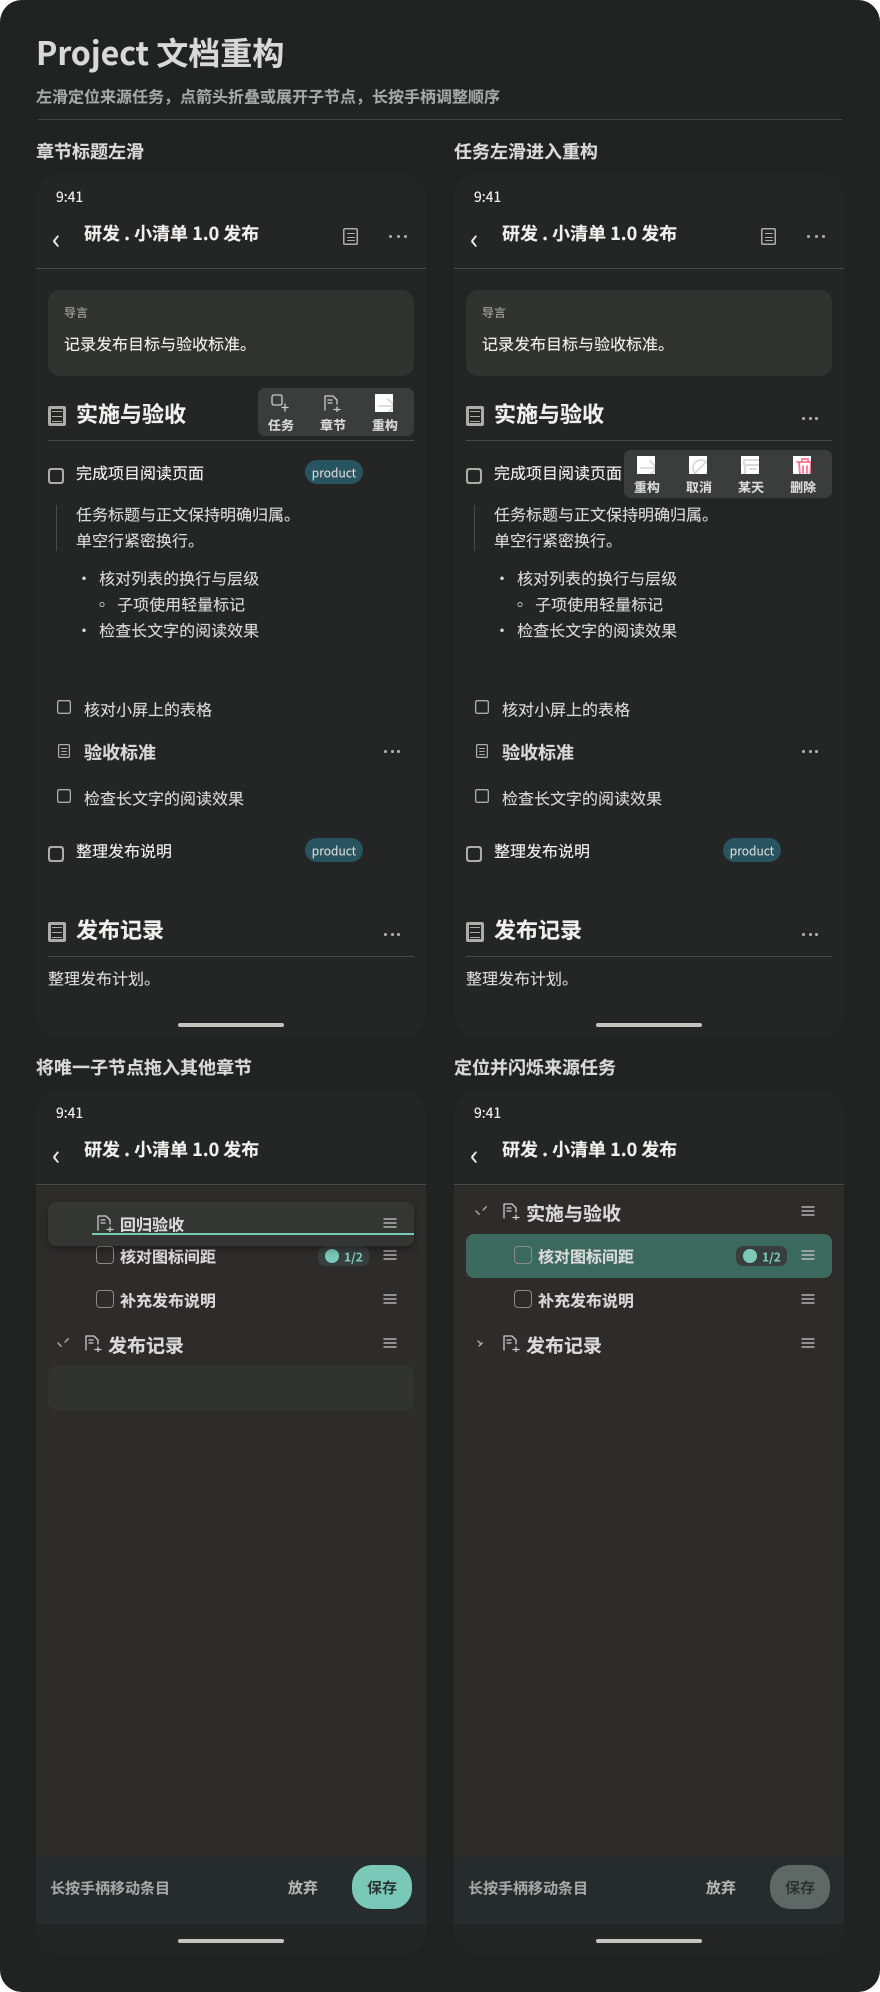 Project 文档重构
左滑定位来源任务，点箭头折叠或展开子节点，长按手柄调整顺序
章节标题左滑
9:41
研发 . 小清单 1.0 发布
导言
记录发布目标与验收标准。
实施与验收
任务 章节 重构
完成项目阅读页面 product
任务标题与正文保持明确归属。
单空行紧密换行。
• 核对列表的换行与层级
◦ 子项使用轻量标记
• 检查长文字的阅读效果
核对小屏上的表格
验收标准
检查长文字的阅读效果
整理发布说明 product
发布记录
整理发布计划。
任务左滑进入重构
9:41
研发 . 小清单 1.0 发布
导言
记录发布目标与验收标准。
实施与验收
完成项目阅读页面 重构 取消 某天 删除
任务标题与正文保持明确归属。
单空行紧密换行。
• 核对列表的换行与层级
◦ 子项使用轻量标记
• 检查长文字的阅读效果
核对小屏上的表格
验收标准
检查长文字的阅读效果
整理发布说明 product
发布记录
整理发布计划。
将唯一子节点拖入其他章节
9:41
研发 . 小清单 1.0 发布
回归验收
核对图标间距 1/2
补充发布说明
发布记录
长按手柄移动条目 放弃 保存
定位并闪烁来源任务
9:41
研发 . 小清单 1.0 发布
实施与验收
核对图标间距 1/2
补充发布说明
发布记录
长按手柄移动条目 放弃 保存